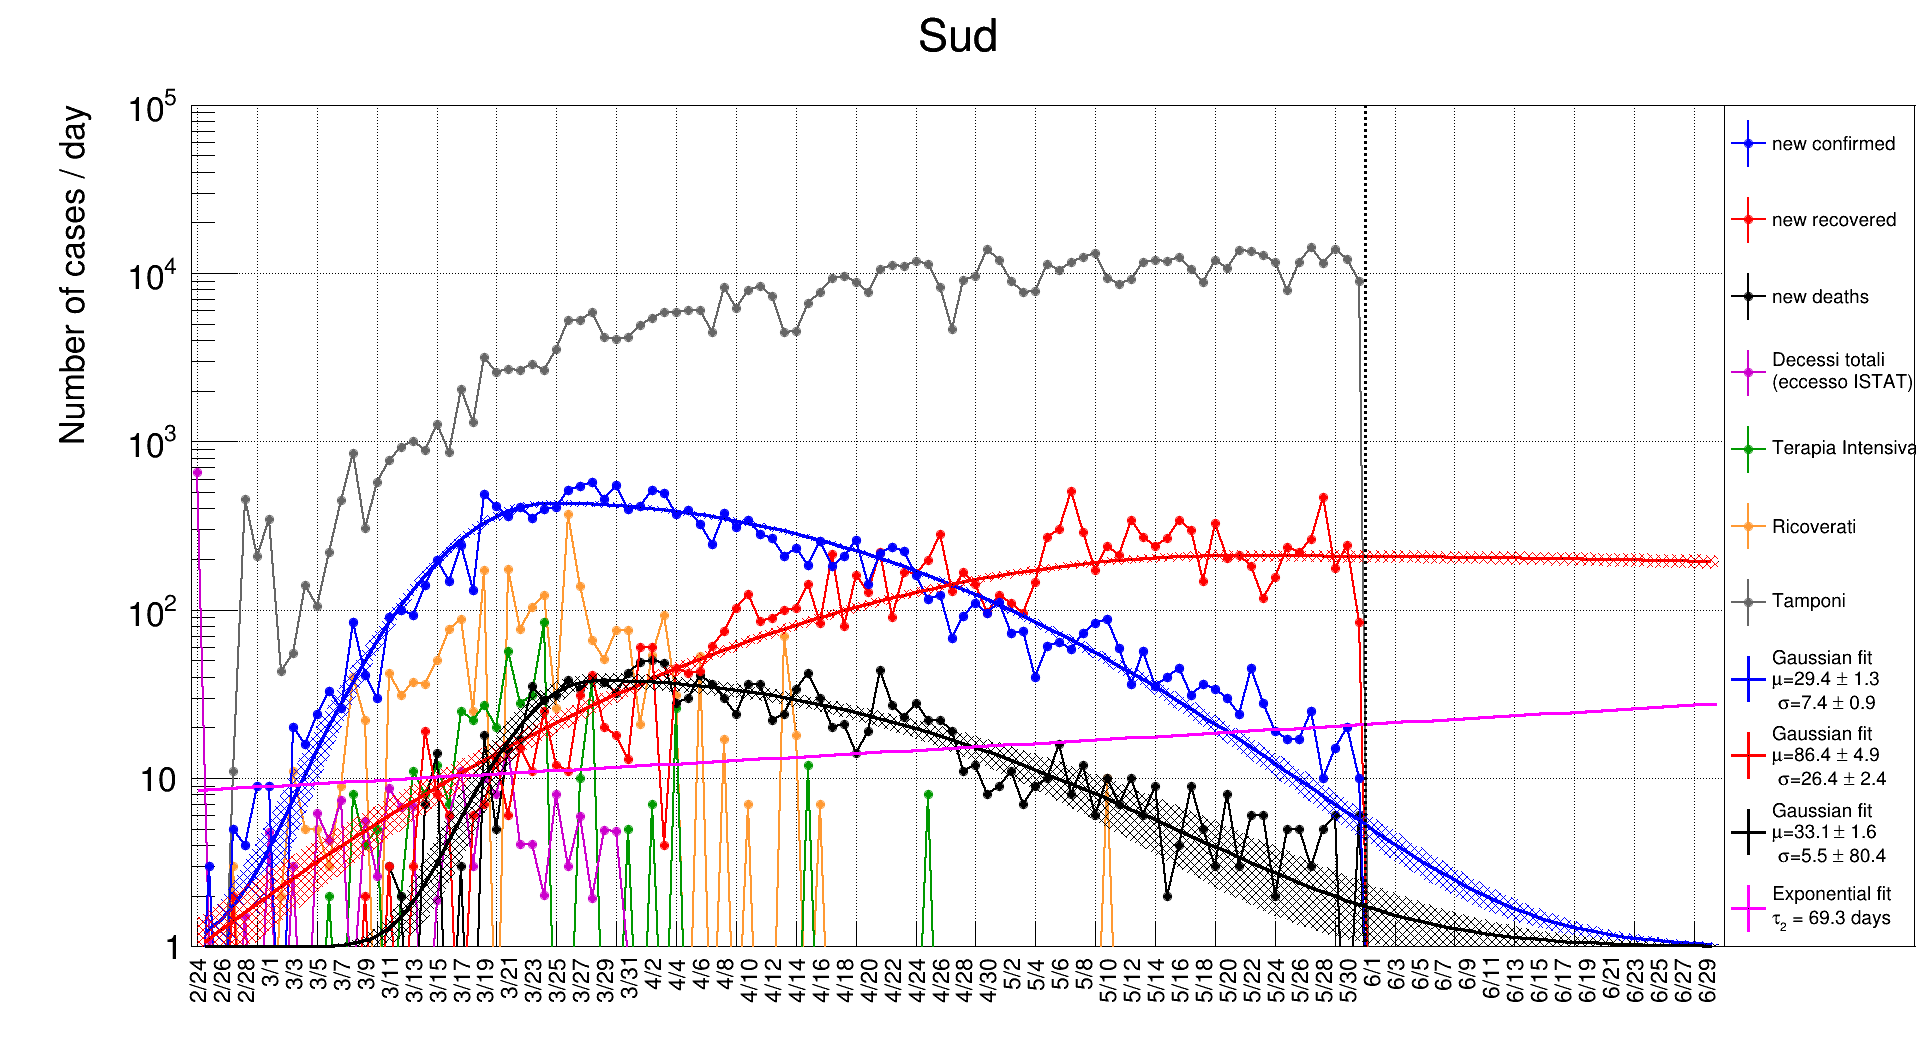 Sud
Number of cases / day
10^5
10^4
10^3
10^2
10
1
2/24 2/26 2/28 3/1 3/3 3/5 3/7 3/9 3/11 3/13 3/15 3/17 3/19 3/21 3/23 3/25 3/27 3/29 3/31 4/2 4/4 4/6 4/8 4/10 4/12 4/14 4/16 4/18 4/20 4/22 4/24 4/26 4/28 4/30 5/2 5/4 5/6 5/8 5/10 5/12 5/14 5/16 5/18 5/20 5/22 5/24 5/26 5/28 5/30 6/1 6/3 6/5 6/7 6/9 6/11 6/13 6/15 6/17 6/19 6/21 6/23 6/25 6/27 6/29
new confirmed
new recovered
new deaths
Decessi totali
(eccesso ISTAT)
Terapia Intensiva
Ricoverati
Tamponi
Gaussian fit
μ=29.4 ± 1.3
σ=7.4 ± 0.9
Gaussian fit
μ=86.4 ± 4.9
σ=26.4 ± 2.4
Gaussian fit
μ=33.1 ± 1.6
σ=5.5 ± 80.4
Exponential fit
τ₂ = 69.3 days